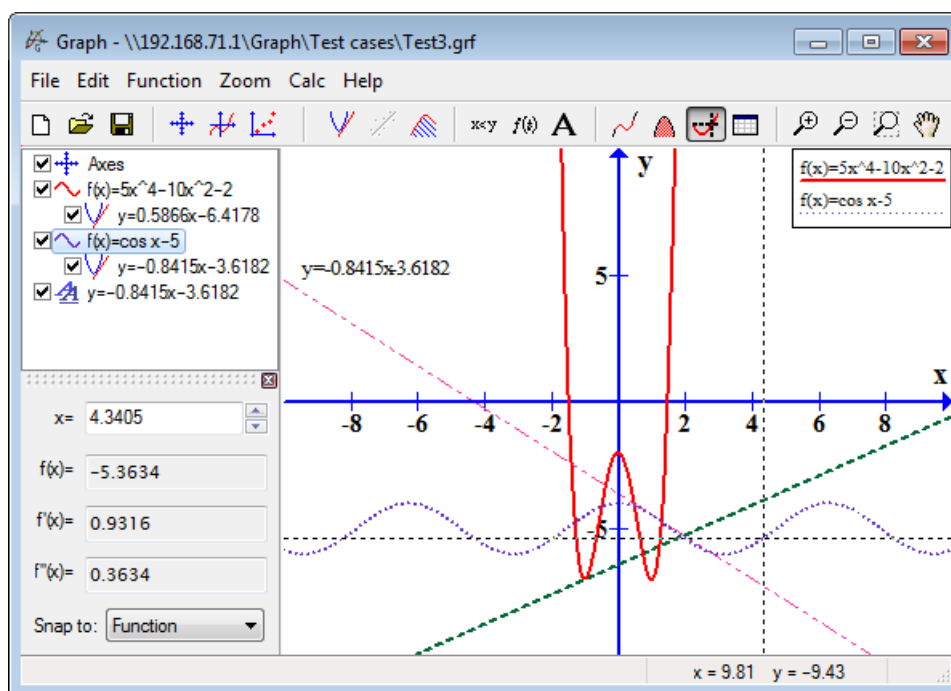 Graph - \\192.168.71.1\Graph\Test cases\Test3.grf
File Edit Function Zoom Calc Help
x<y f(t) A
Axes
f(x)=5x^4-10x^2-2
y=0.5866x-6.4178
f(x)=cos x-5
y=-0.8415x-3.6182
y=-0.8415x-3.6182
x= 4.3405
f(x)= -5.3634
f'(x)= 0.9316
f''(x)= 0.3634
Snap to: Function
y
f(x)=5x^4-10x^2-2
f(x)=cos x-5
y=-0.8415x-3.6182
5
x
-8 -6 -4 -2 2 4 6 8
-5
x = 9.81 y = -9.43